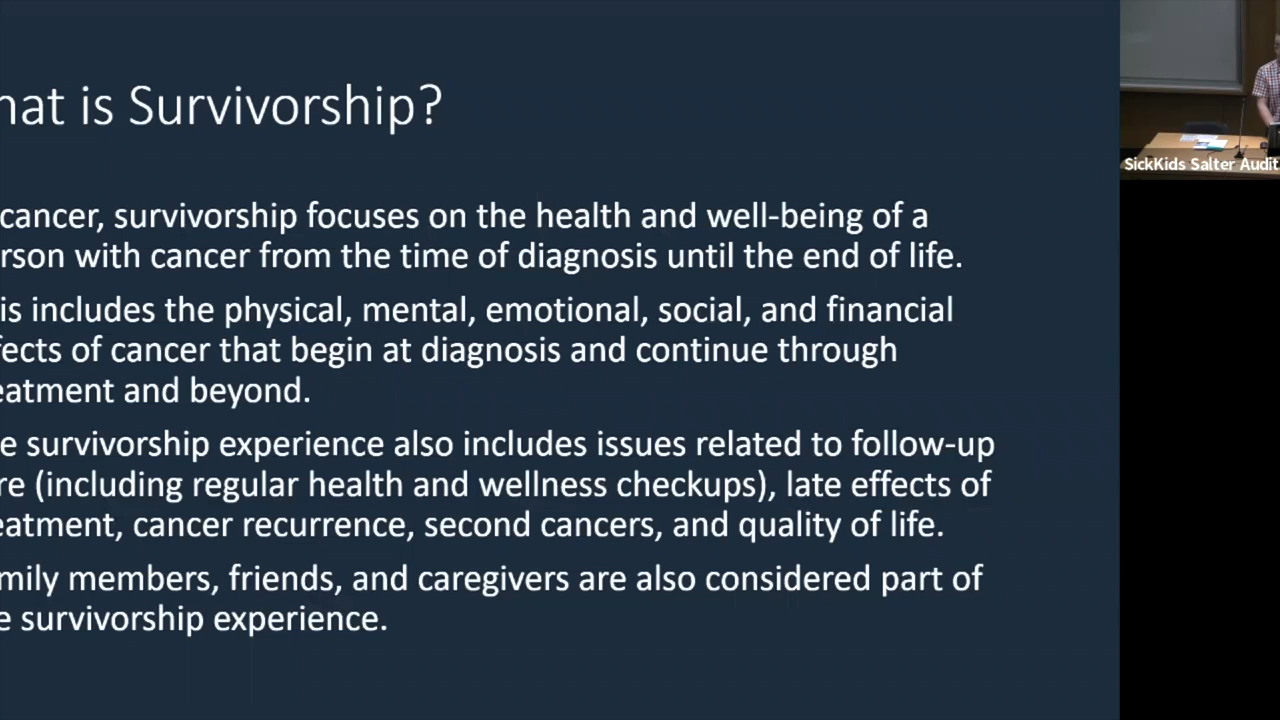 hat is Survivorship?
cancer, survivorship focuses on the health and well-being of a
rson with cancer from the time of diagnosis until the end of life.
is includes the physical, mental, emotional, social, and financial
fects of cancer that begin at diagnosis and continue through
eatment and beyond.
e survivorship experience also includes issues related to follow-up
re (including regular health and wellness checkups), late effects of
eatment, cancer recurrence, second cancers, and quality of life.
mily members, friends, and caregivers are also considered part of
e survivorship experience.
SickKids Salter Audit